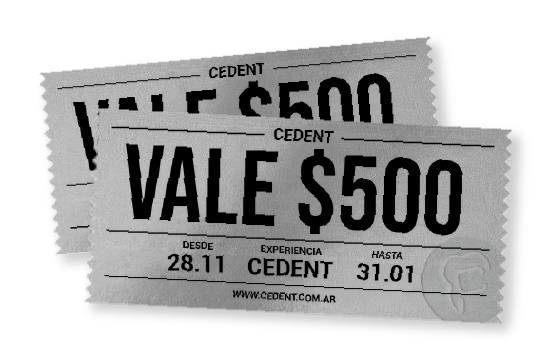 CEDENT
VALE $500
CEDENT
VALE $500
DESDE EXPERIENCIA HASTA
28.11 CEDENT 31.01
WWW.CEDENT.COM.AR